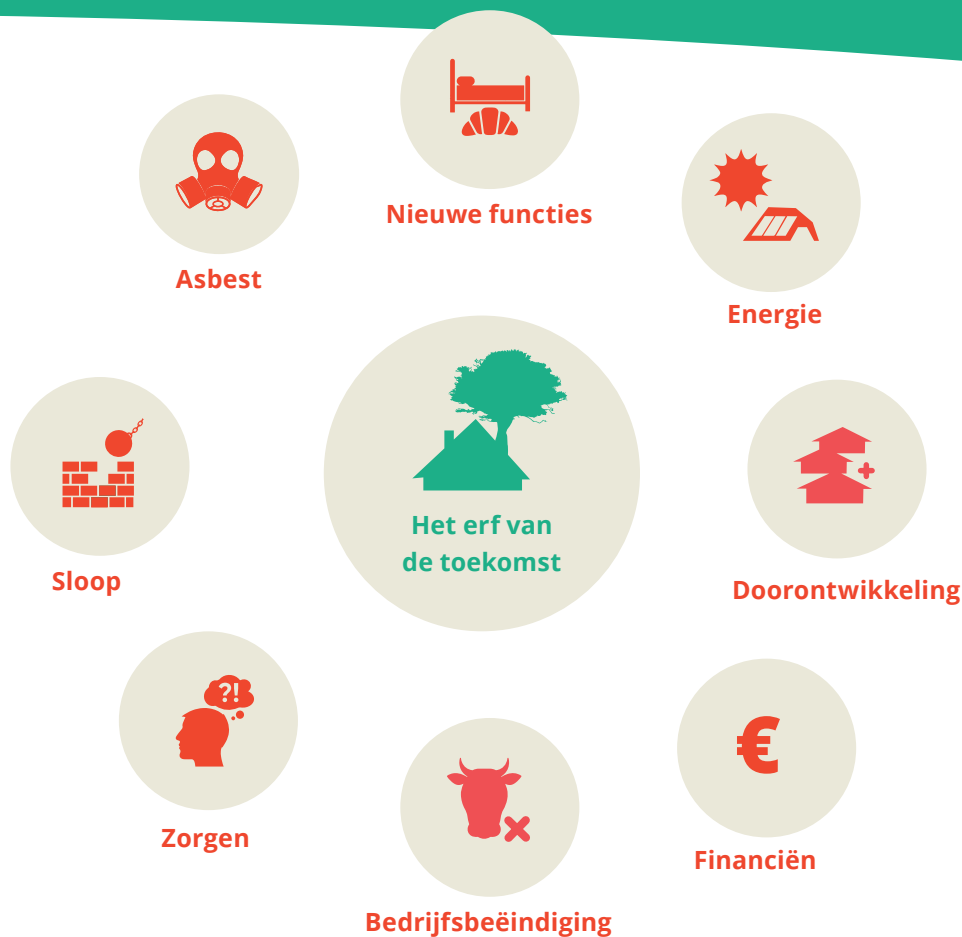 Nieuwe functies
Asbest
Energie
Het erf van
de toekomst
Sloop
Doorontwikkeling
?!
Zorgen
€
Financiën
Bedrijfsbeëindiging